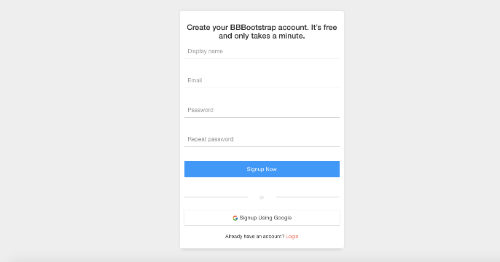 Create your BBBootstrap account. It's free
and only takes a minute.
Display name
Email
Password
Repeat password
Signup Now
or
Signup Using Google
Already have an account? Login